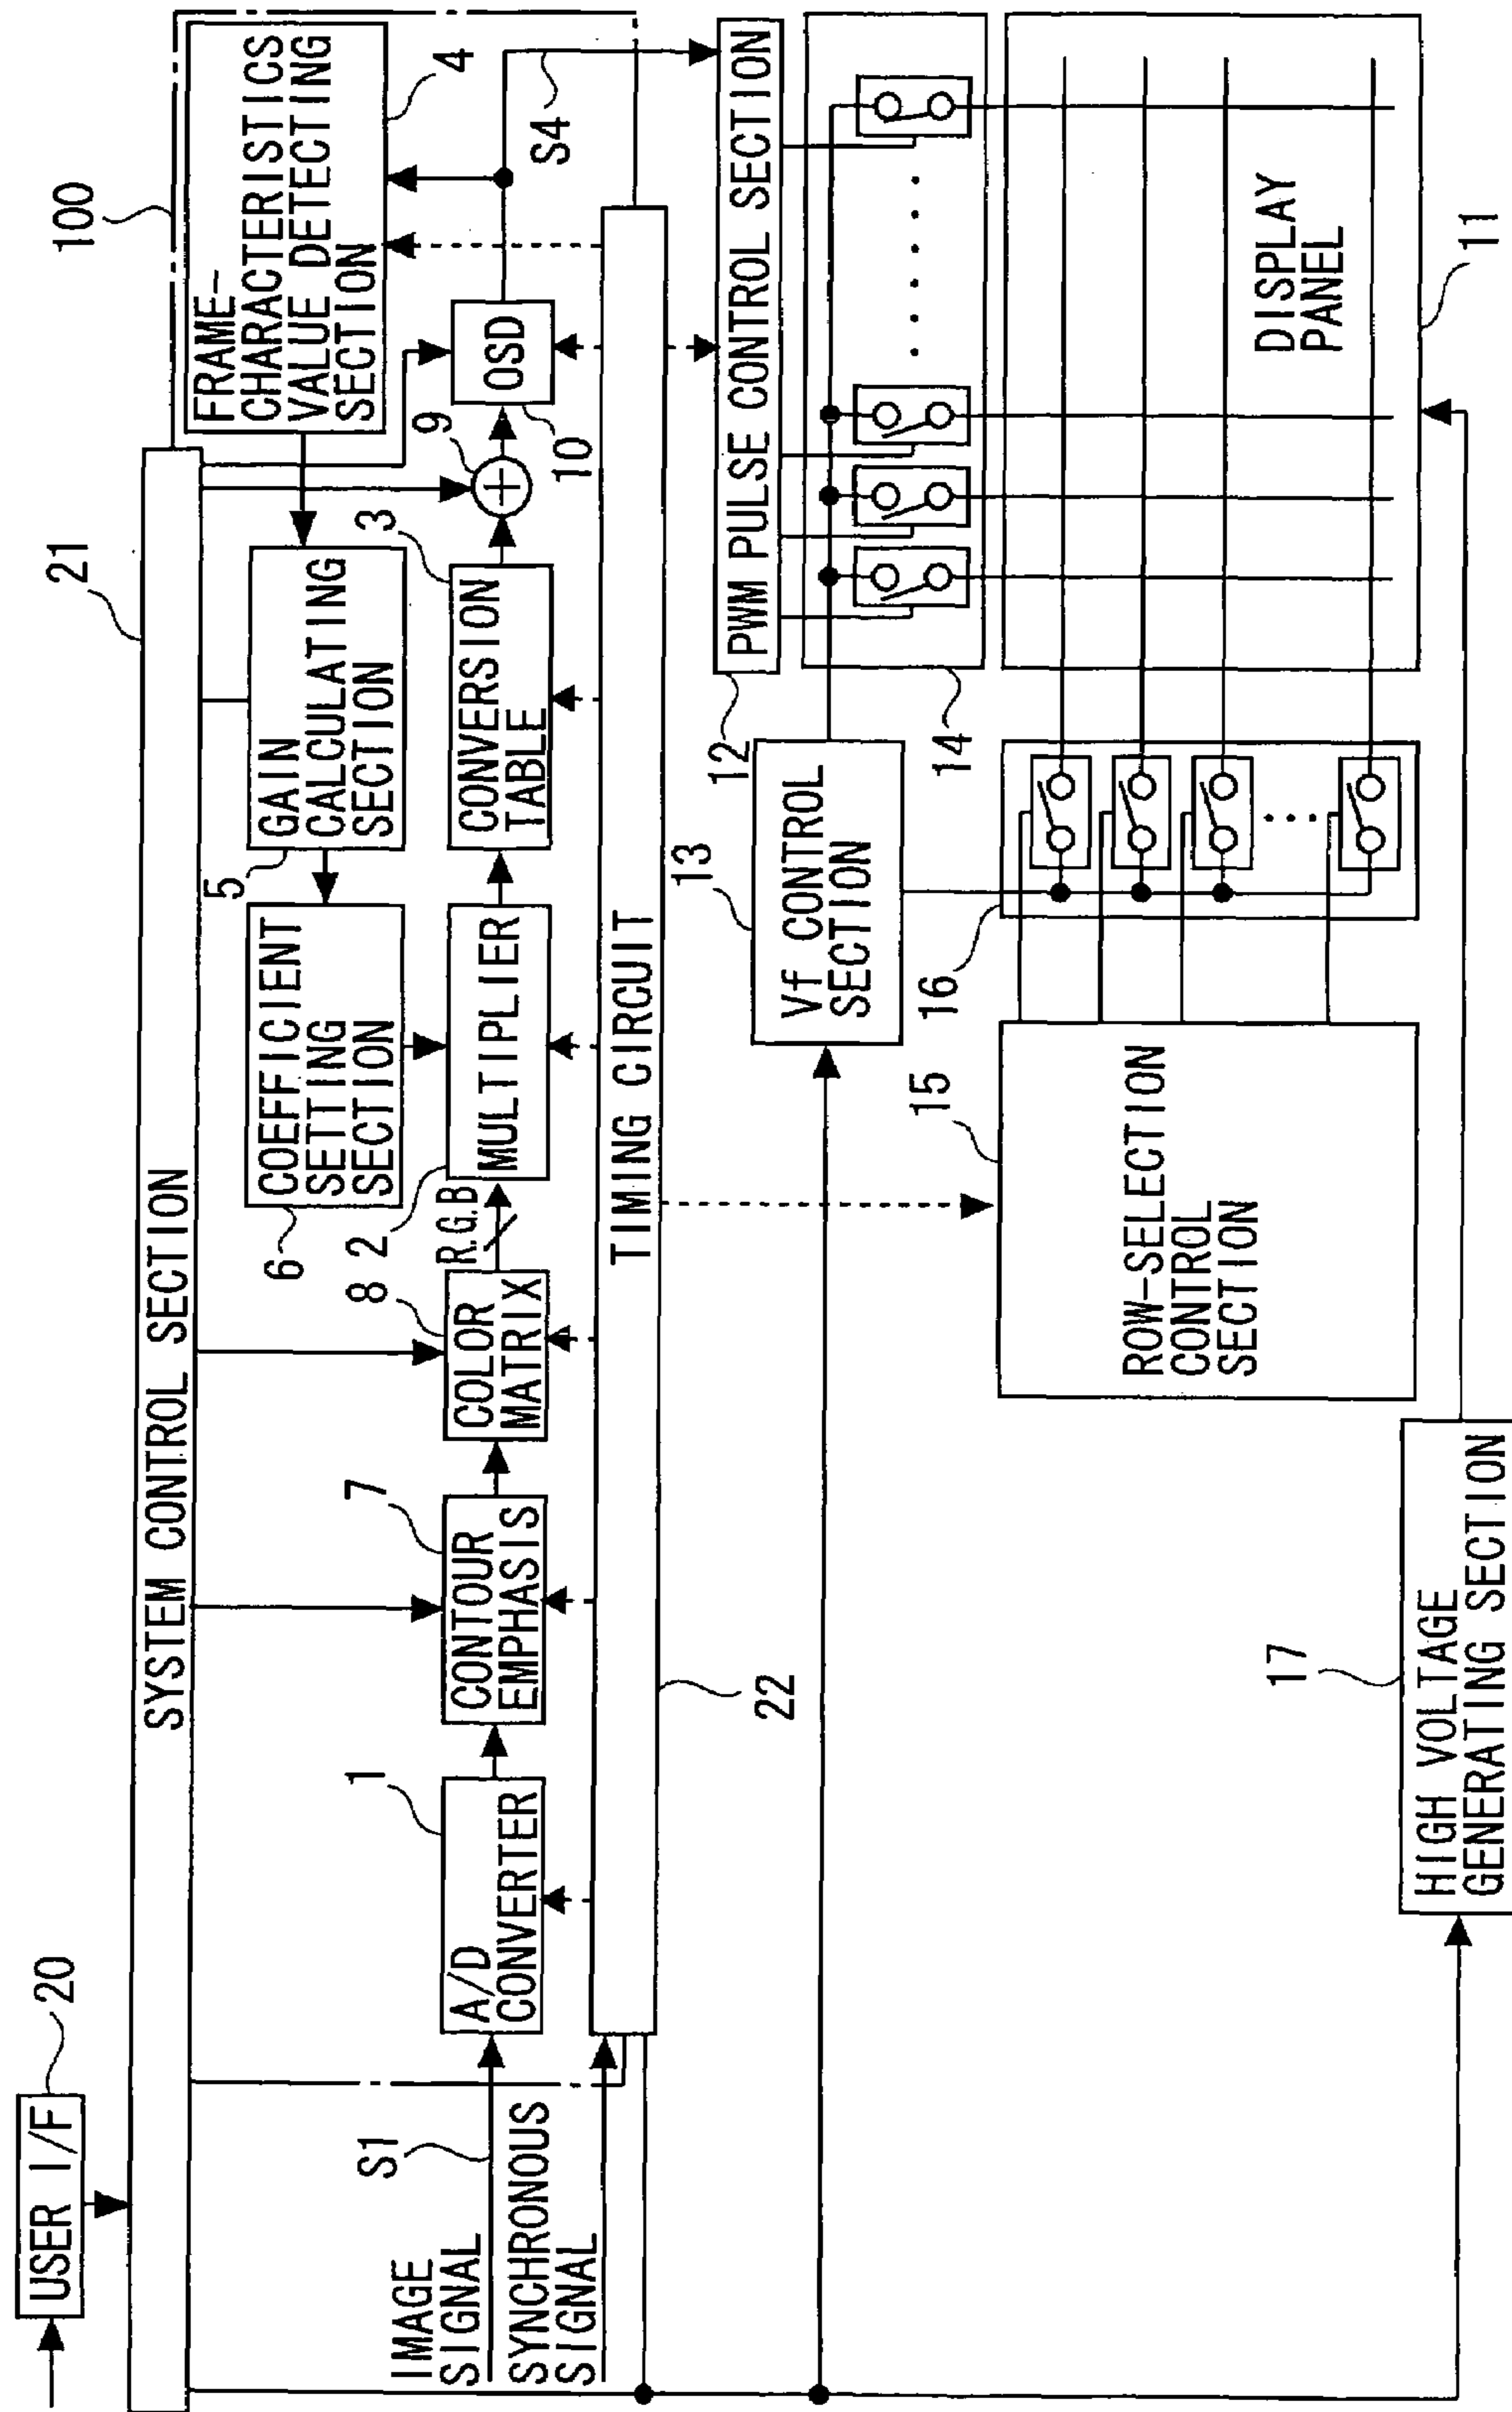 USER I/F
20
SYSTEM CONTROL SECTION
21
100
FRAME-
CHARACTERISTICS
VALUE DETECTING
SECTION
4
COEFFICIENT
SETTING
SECTION
6
GAIN
CALCULATING
SECTION
5
IMAGE
SIGNAL
S1
SYNCHRONOUS
SIGNAL
A/D
CONVERTER
1
CONTOUR
EMPHASIS
7
COLOR
MATRIX
8
R.G.B
MULTIPLIER
2
CONVERSION
TABLE
3
9
OSD
10
S4
TIMING CIRCUIT
22
PWM PULSE CONTROL SECTION
12
Vf CONTROL
SECTION
13
14
ROW-SELECTION
CONTROL
SECTION
15
16
DISPLAY
PANEL
11
HIGH VOLTAGE
GENERATING SECTION
17